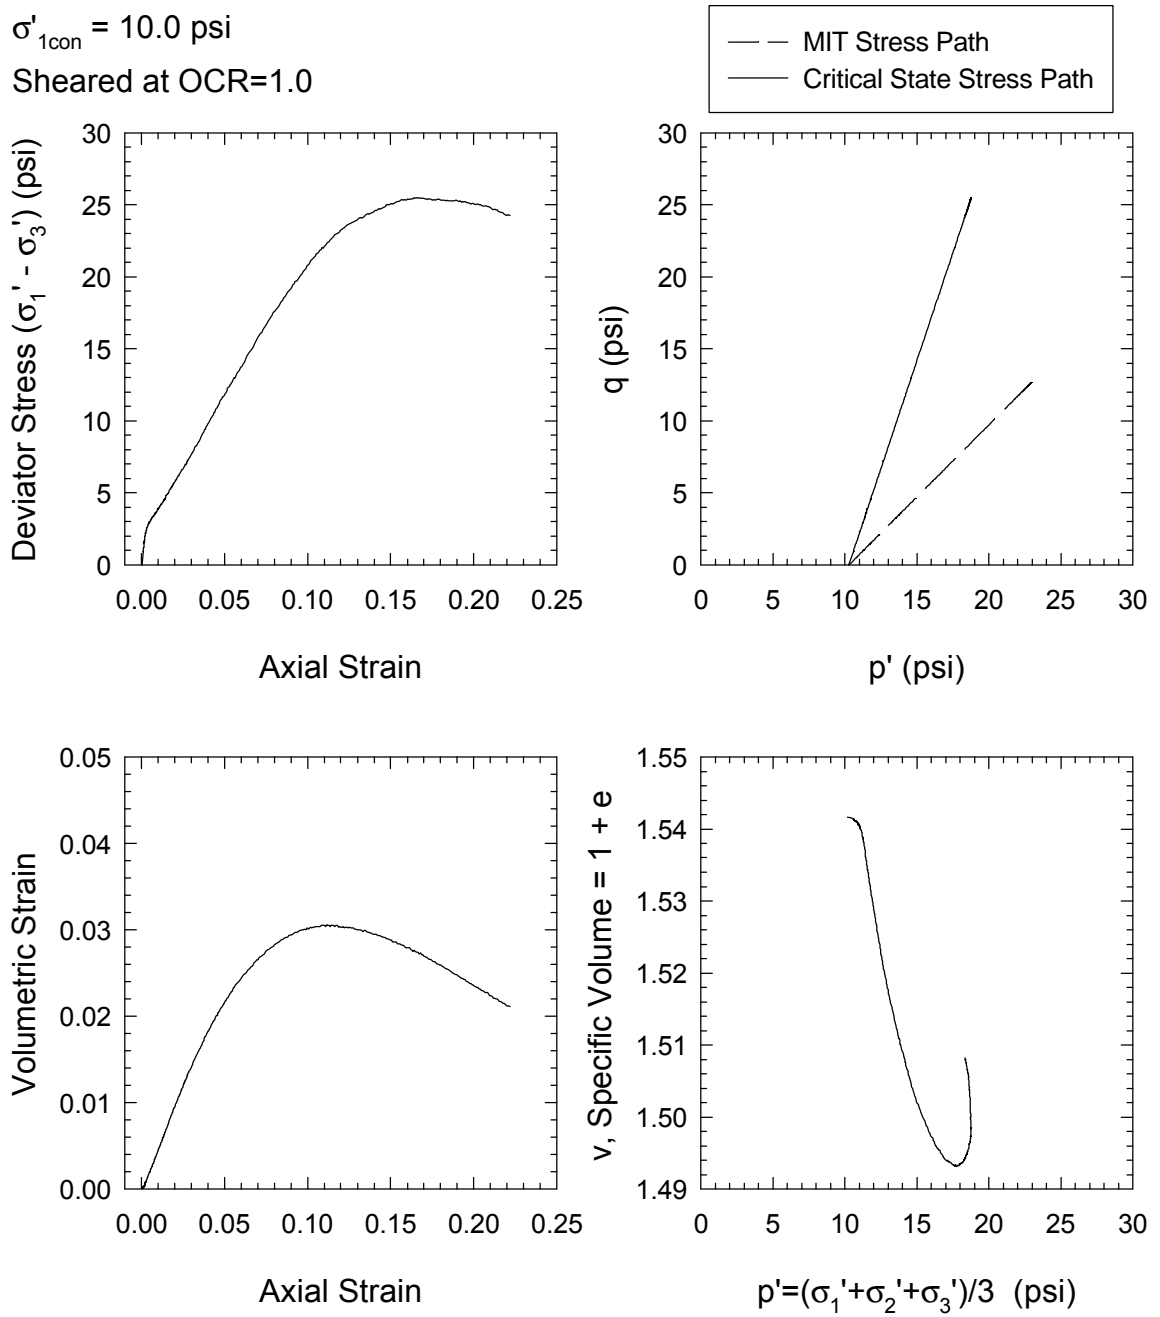 σ'1con = 10.0 psi
Sheared at OCR=1.0
MIT Stress Path
Critical State Stress Path
Deviator Stress (σ1' - σ3') (psi)
30
25
20
15
10
5
0
0.00 0.05 0.10 0.15 0.20 0.25
Axial Strain
q (psi)
30
25
20
15
10
5
0
0 5 10 15 20 25 30
p' (psi)
Volumetric Strain
0.05
0.04
0.03
0.02
0.01
0.00
0.00 0.05 0.10 0.15 0.20 0.25
Axial Strain
v, Specific Volume = 1 + e
1.55
1.54
1.53
1.52
1.51
1.50
1.49
0 5 10 15 20 25 30
p'=(σ1'+σ2'+σ3')/3 (psi)